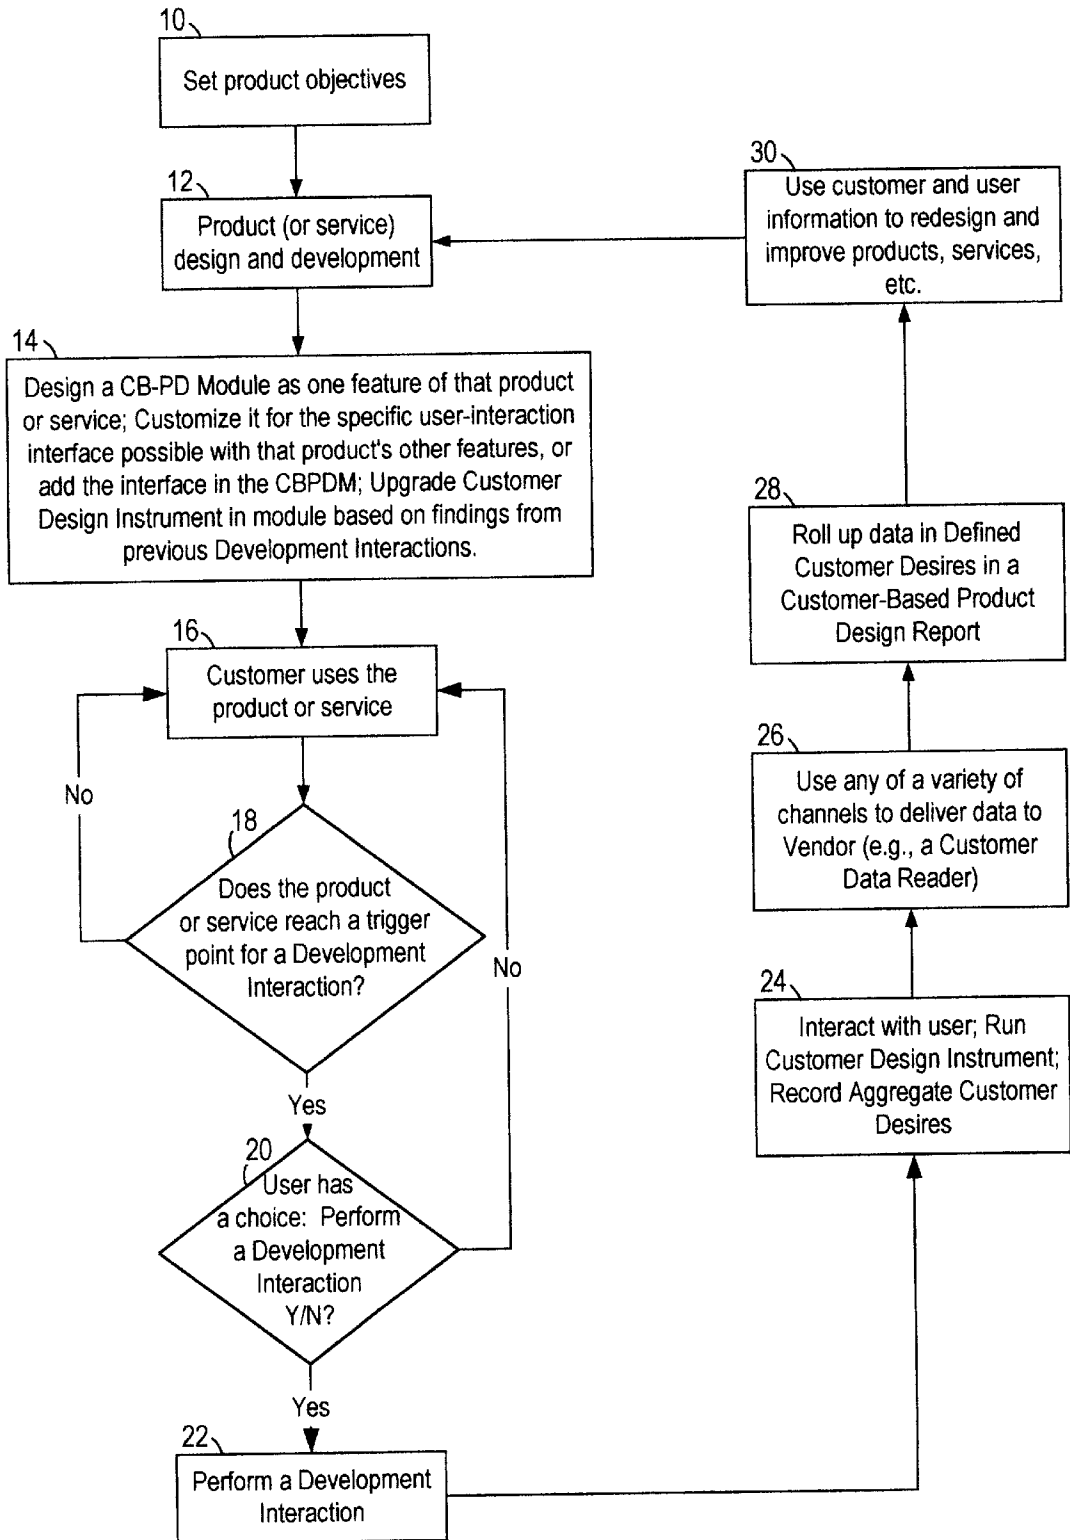 10
Set product objectives
12
Product (or service)
design and development
14
Design a CB-PD Module as one feature of that product
or service; Customize it for the specific user-interaction
interface possible with that product's other features, or
add the interface in the CBPDM; Upgrade Customer
Design Instrument in module based on findings from
previous Development Interactions.
16
Customer uses the
product or service
No
18
Does the product
or service reach a trigger
point for a Development
Interaction?
No
Yes
20
User has
a choice: Perform
a Development
Interaction
Y/N?
Yes
22
Perform a Development
Interaction
24
Interact with user; Run
Customer Design Instrument;
Record Aggregate Customer
Desires
26
Use any of a variety of
channels to deliver data to
Vendor (e.g., a Customer
Data Reader)
28
Roll up data in Defined
Customer Desires in a
Customer-Based Product
Design Report
30
Use customer and user
information to redesign and
improve products, services,
etc.